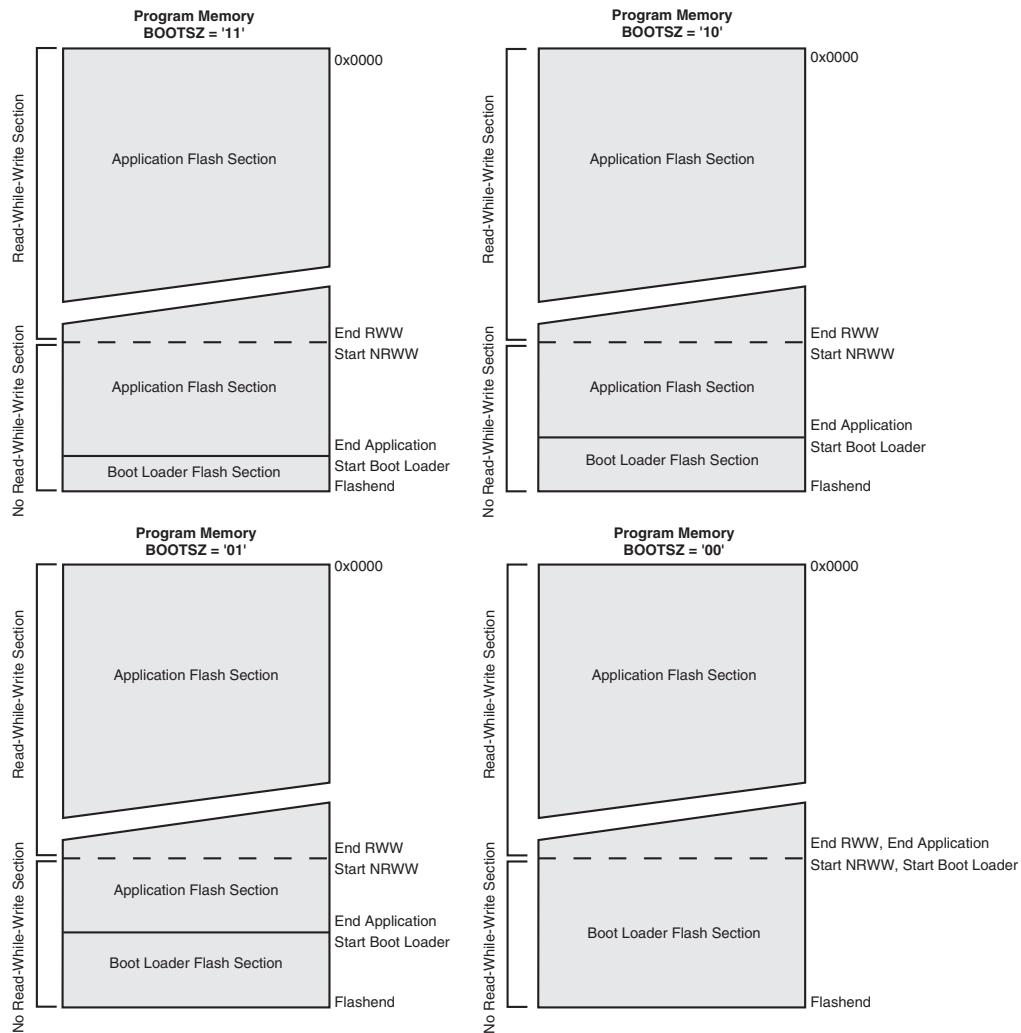 Program Memory
BOOTSZ = '11'
0x0000
Read-While-Write Section
Application Flash Section
End RWW
Start NRWW
No Read-While-Write Section
Application Flash Section
End Application
Start Boot Loader
Boot Loader Flash Section
Flashend
Program Memory
BOOTSZ = '10'
0x0000
Read-While-Write Section
Application Flash Section
End RWW
Start NRWW
No Read-While-Write Section
Application Flash Section
End Application
Start Boot Loader
Boot Loader Flash Section
Flashend
Program Memory
BOOTSZ = '01'
0x0000
Read-While-Write Section
Application Flash Section
End RWW
Start NRWW
No Read-While-Write Section
Application Flash Section
End Application
Start Boot Loader
Boot Loader Flash Section
Flashend
Program Memory
BOOTSZ = '00'
0x0000
Read-While-Write Section
Application Flash Section
End RWW, End Application
Start NRWW, Start Boot Loader
No Read-While-Write Section
Boot Loader Flash Section
Flashend